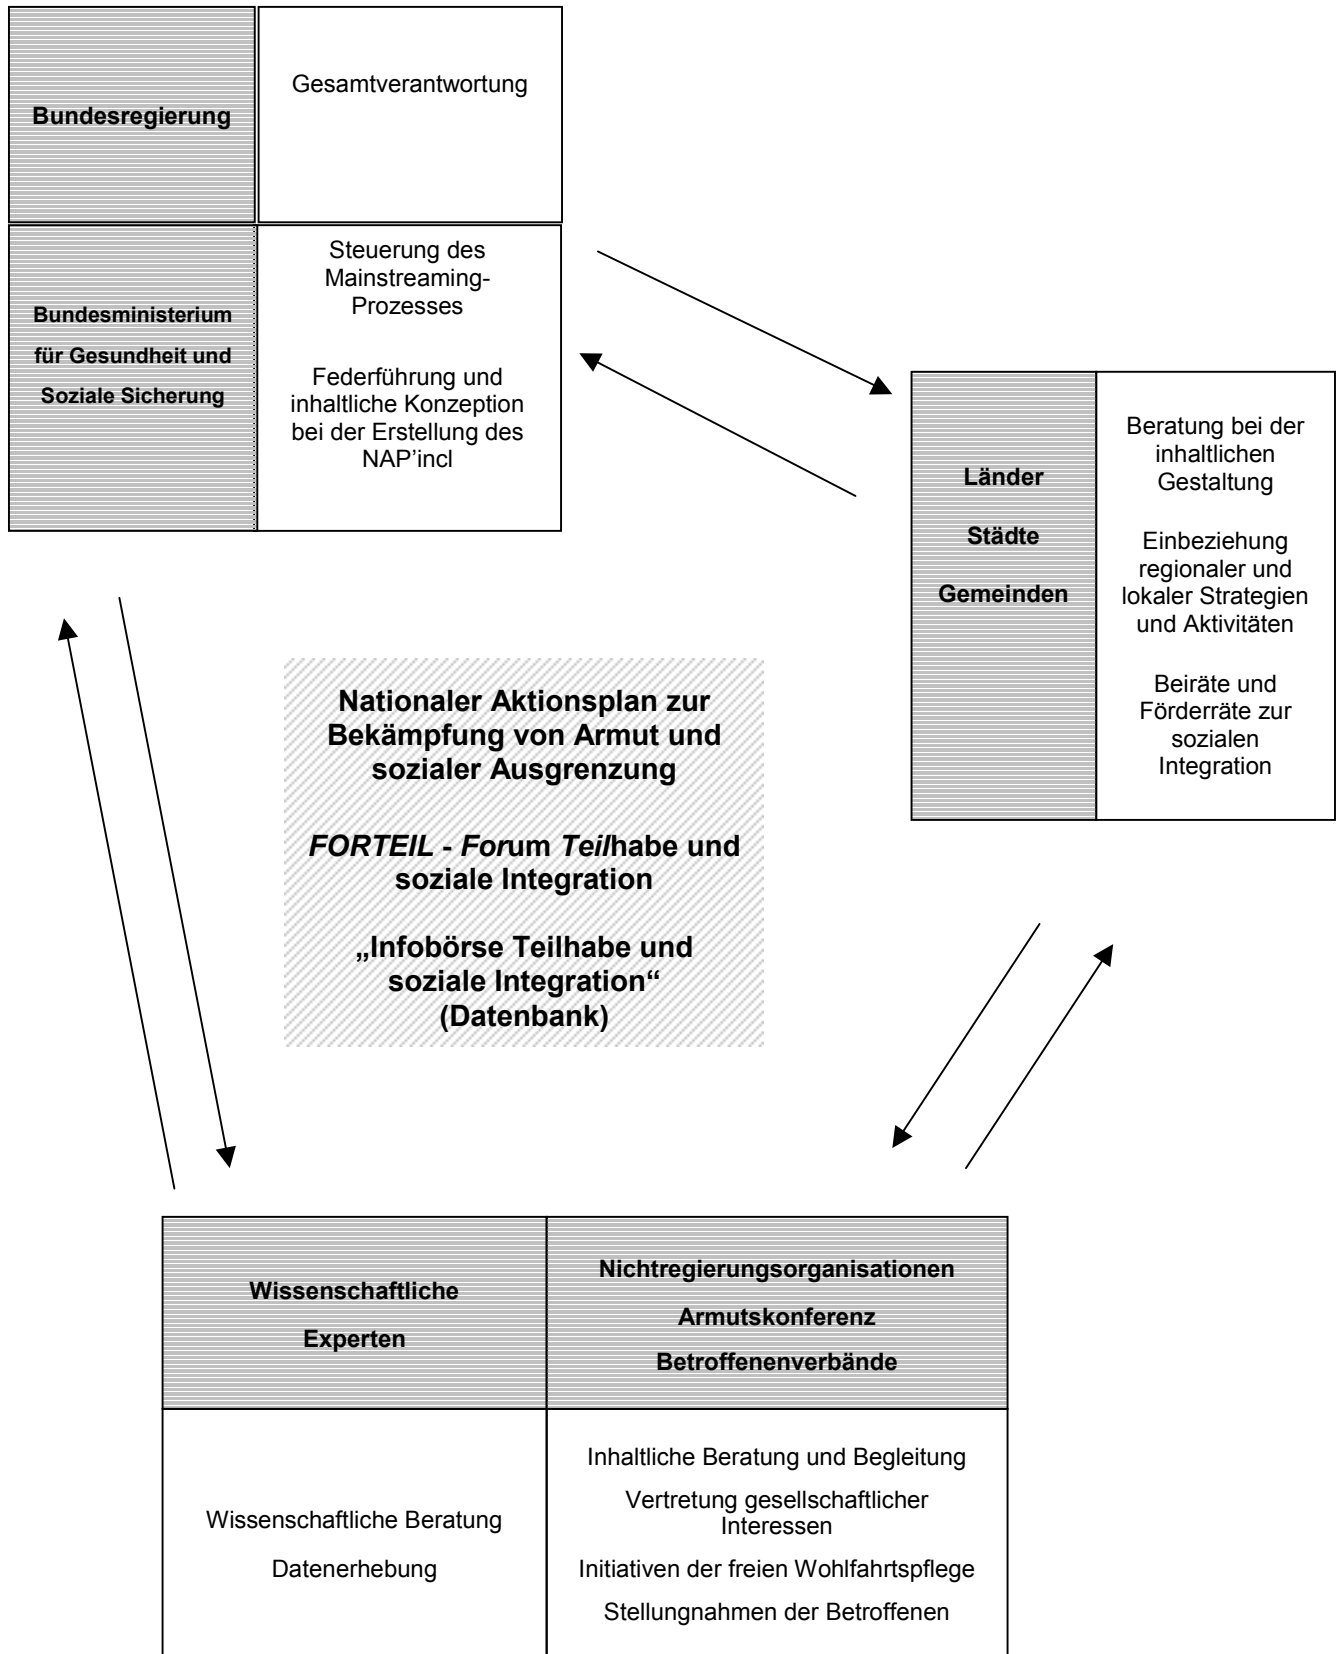 Bundesregierung
Gesamtverantwortung
Bundesministerium
für Gesundheit und
Soziale Sicherung
Steuerung des
Mainstreaming-
Prozesses
Federführung und
inhaltliche Konzeption
bei der Erstellung des
NAP’incl
Länder
Städte
Gemeinden
Beratung bei der
inhaltlichen
Gestaltung
Einbeziehung
regionaler und
lokaler Strategien
und Aktivitäten
Beiräte und
Förderräte zur
sozialen
Integration
Nationaler Aktionsplan zur
Bekämpfung von Armut und
sozialer Ausgrenzung
FORTEIL - Forum Teilhabe und
soziale Integration
„Infobörse Teilhabe und
soziale Integration“
(Datenbank)
Wissenschaftliche
Experten
Nichtregierungsorganisationen
Armutskonferenz
Betroffenenverbände
Wissenschaftliche Beratung
Datenerhebung
Inhaltliche Beratung und Begleitung
Vertretung gesellschaftlicher
Interessen
Initiativen der freien Wohlfahrtspflege
Stellungnahmen der Betroffenen